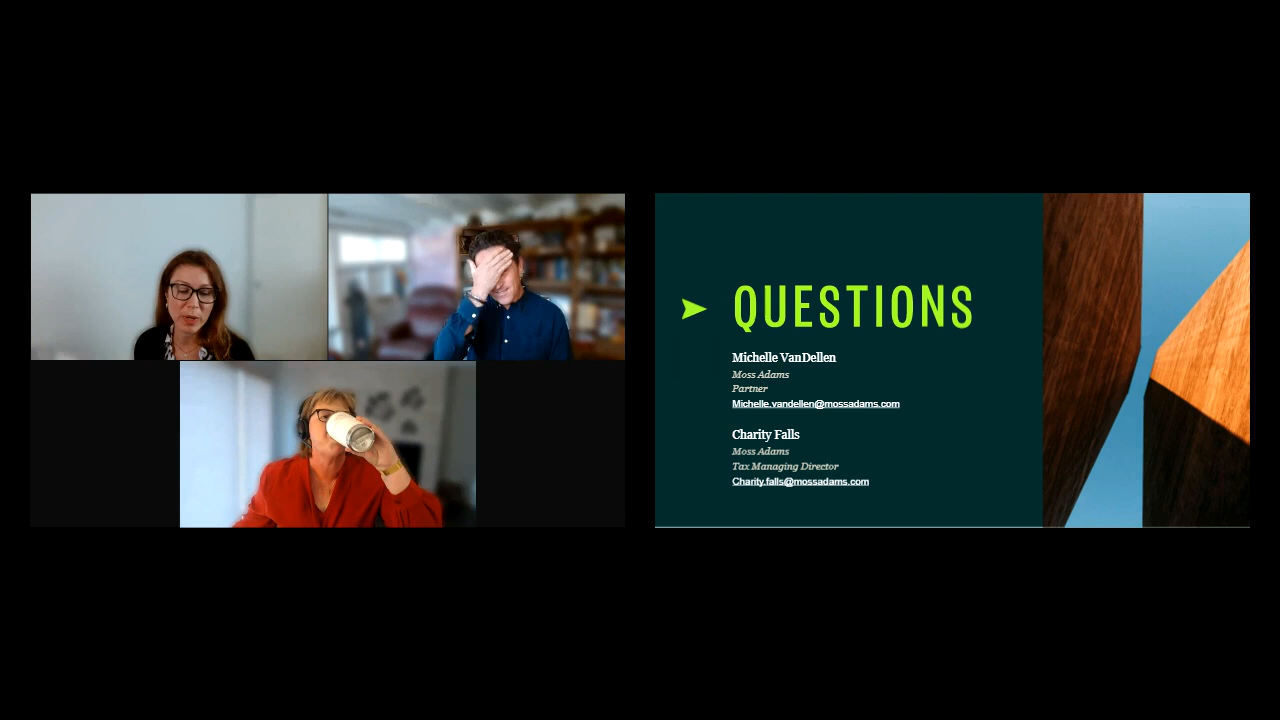 QUESTIONS
Michelle VanDellen
Moss Adams
Partner
Michelle.vandellen@mossadams.com
Charity Falls
Moss Adams
Tax Managing Director
Charity.falls@mossadams.com